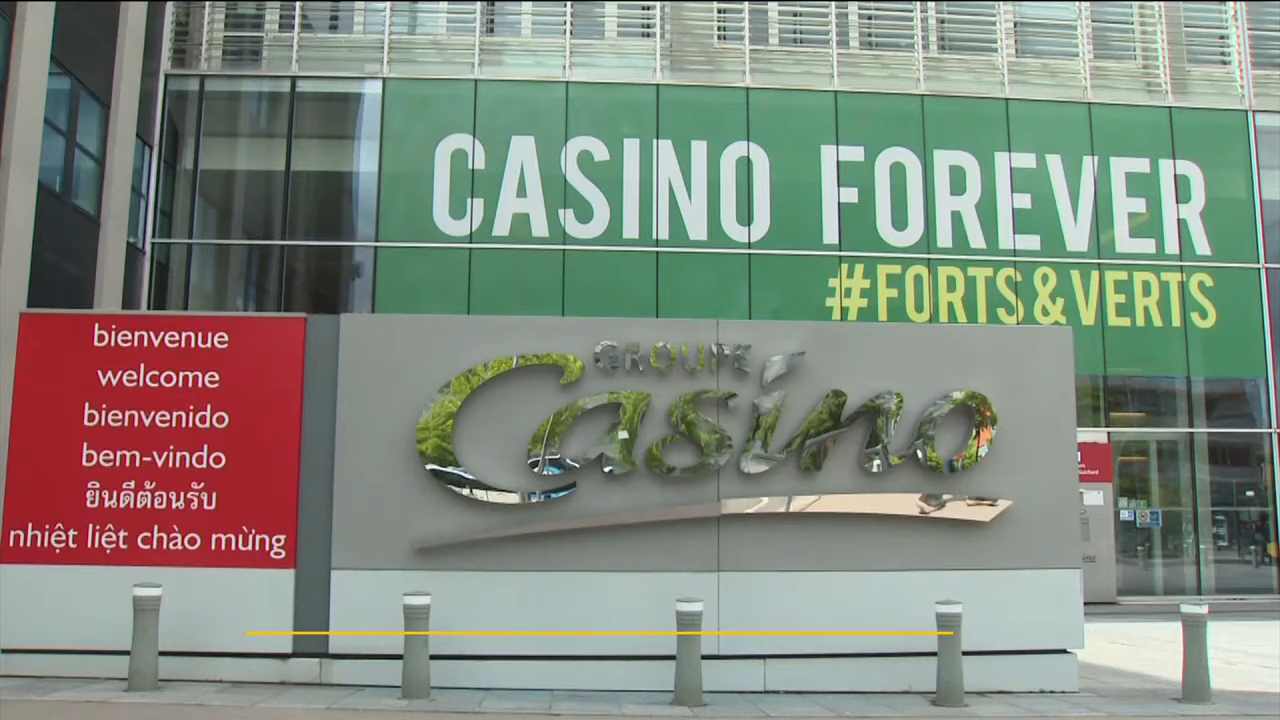 CASINO FOREVER
#FORTS&VERTS
bienvenue
welcome
bienvenido
bem-vindo
ยินดีต้อนรับ
nhiệt liệt chào mừng
GROUPE
Casino